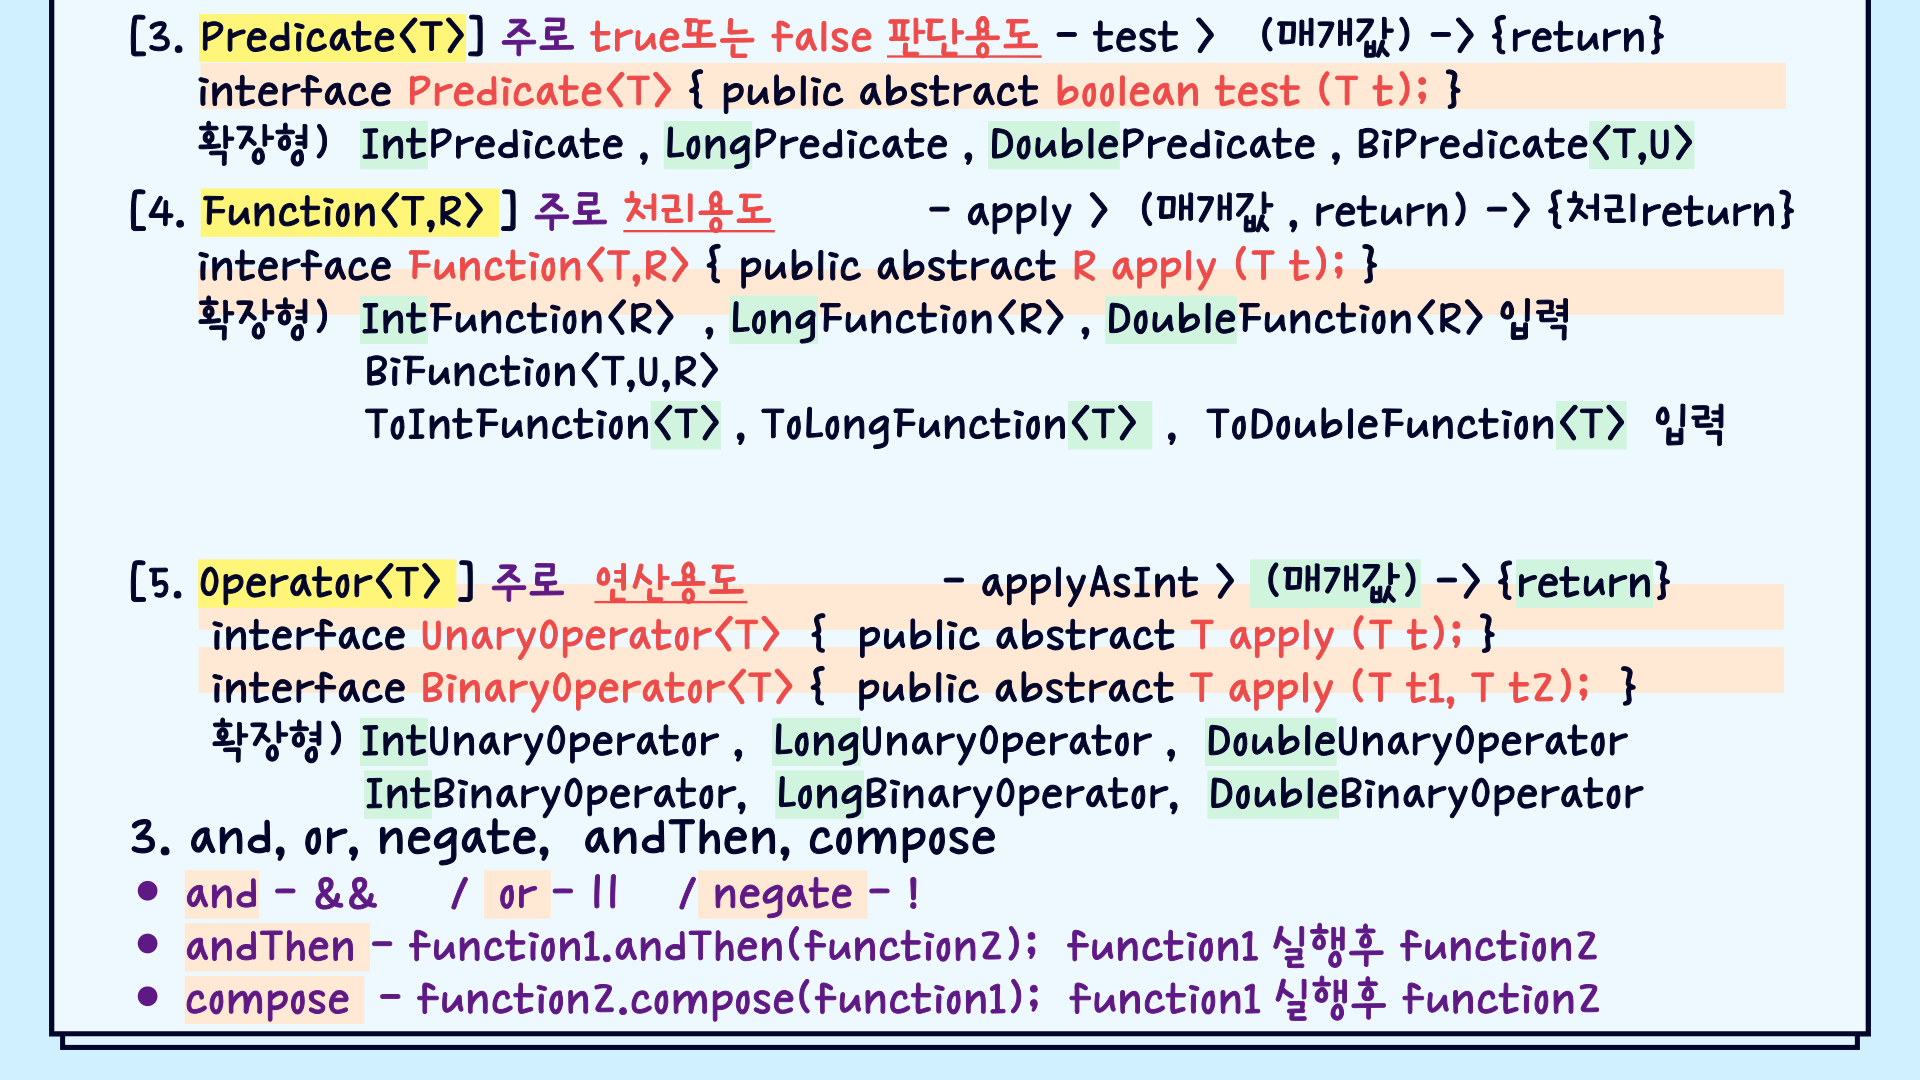 [3. Predicate<T>] 주로 true또는 false 판단용도 - test > (매개값) -> {return}
interface Predicate<T> { public abstract boolean test (T t); }
확장형) IntPredicate , LongPredicate , DoublePredicate , BiPredicate<T,U>
[4. Function<T,R> ] 주로 처리용도 - apply > (매개값 , return) -> {처리return}
interface Function<T,R> { public abstract R apply (T t); }
확장형) IntFunction<R> , LongFunction<R> , DoubleFunction<R> 입력
BiFunction<T,U,R>
ToIntFunction<T> , ToLongFunction<T> , ToDoubleFunction<T> 입력
[5. Operator<T> ] 주로 연산용도 - applyAsInt > (매개값) -> {return}
interface UnaryOperator<T> { public abstract T apply (T t); }
interface BinaryOperator<T> { public abstract T apply (T t1, T t2); }
확장형) IntUnaryOperator , LongUnaryOperator , DoubleUnaryOperator
IntBinaryOperator, LongBinaryOperator, DoubleBinaryOperator
3. and, or, negate, andThen, compose
• and - && / or - || / negate - !
• andThen - function1.andThen(function2); function1 실행후 function2
• compose - function2.compose(function1); function1 실행후 function2